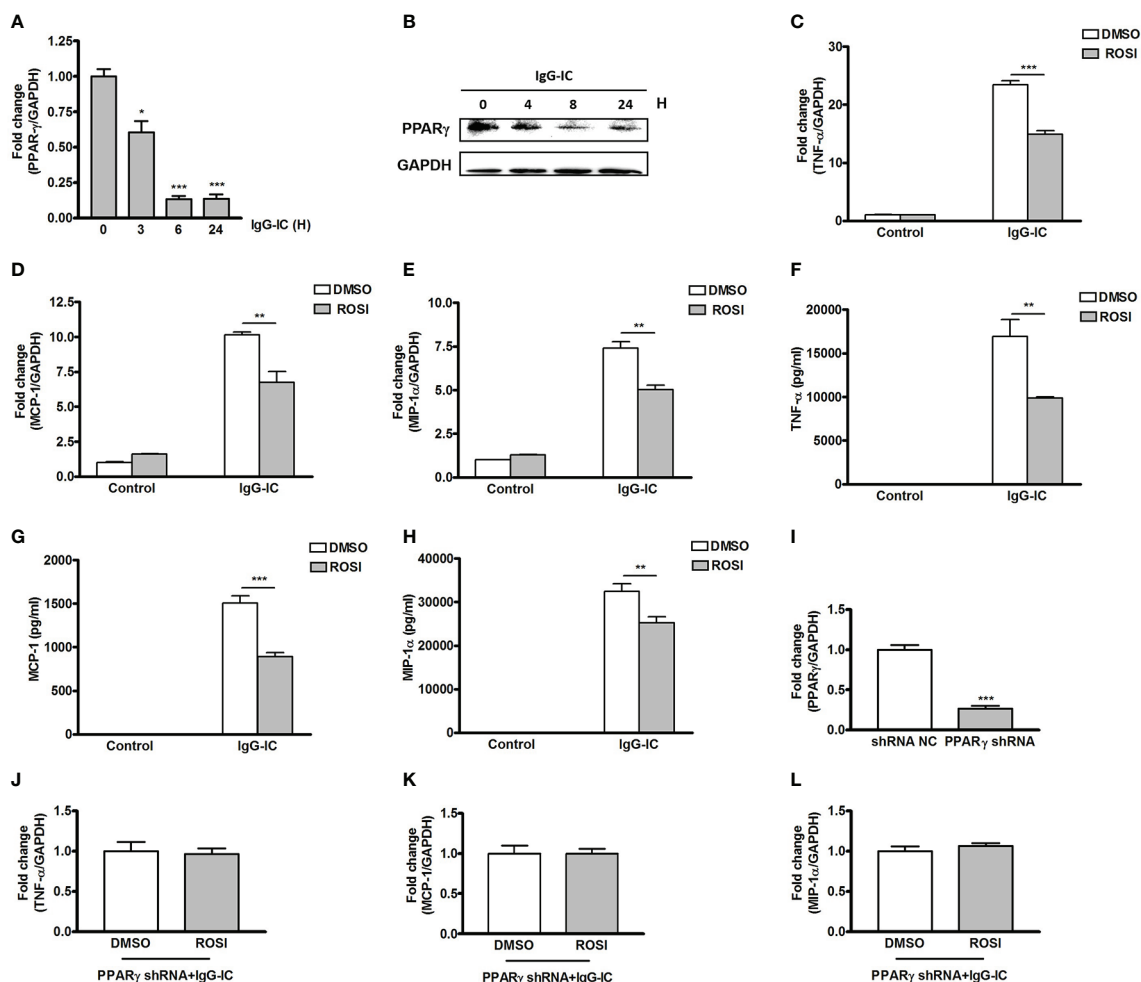 A
Fold change
(PPAR-γ/GAPDH)
1.00
0.75
0.50
0.25
0.00
*
***
***
0 3 6 24 IgG-IC (H)
B
IgG-IC
0 4 8 24 H
PPARγ
GAPDH
C
DMSO
ROSI
Fold change
(TNF-α/GAPDH)
30
20
10
0
***
Control IgG-IC
D
DMSO
ROSI
Fold change
(MCP-1/GAPDH)
12.5
10.0
7.5
5.0
2.5
0.0
**
Control IgG-IC
E
DMSO
ROSI
Fold change
(MIP-1α/GAPDH)
10.0
7.5
5.0
2.5
0.0
**
Control IgG-IC
F
DMSO
ROSI
TNF-α (pg/ml)
20000
15000
10000
5000
0
**
Control IgG-IC
G
DMSO
ROSI
MCP-1 (pg/ml)
2000
1500
1000
500
0
***
Control IgG-IC
H
DMSO
ROSI
MIP-1α (pg/ml)
40000
30000
20000
10000
0
**
Control IgG-IC
I
Fold change
(PPARγ/GAPDH)
1.5
1.0
0.5
0.0
***
shRNA NC PPARγ shRNA
J
Fold change
(TNF-α/GAPDH)
1.5
1.0
0.5
0.0
DMSO ROSI
PPARγ shRNA+IgG-IC
K
Fold change
(MCP-1/GAPDH)
1.5
1.0
0.5
0.0
DMSO ROSI
PPARγ shRNA+IgG-IC
L
Fold change
(MIP-1α/GAPDH)
1.5
1.0
0.5
0.0
DMSO ROSI
PPARγ shRNA+IgG-IC